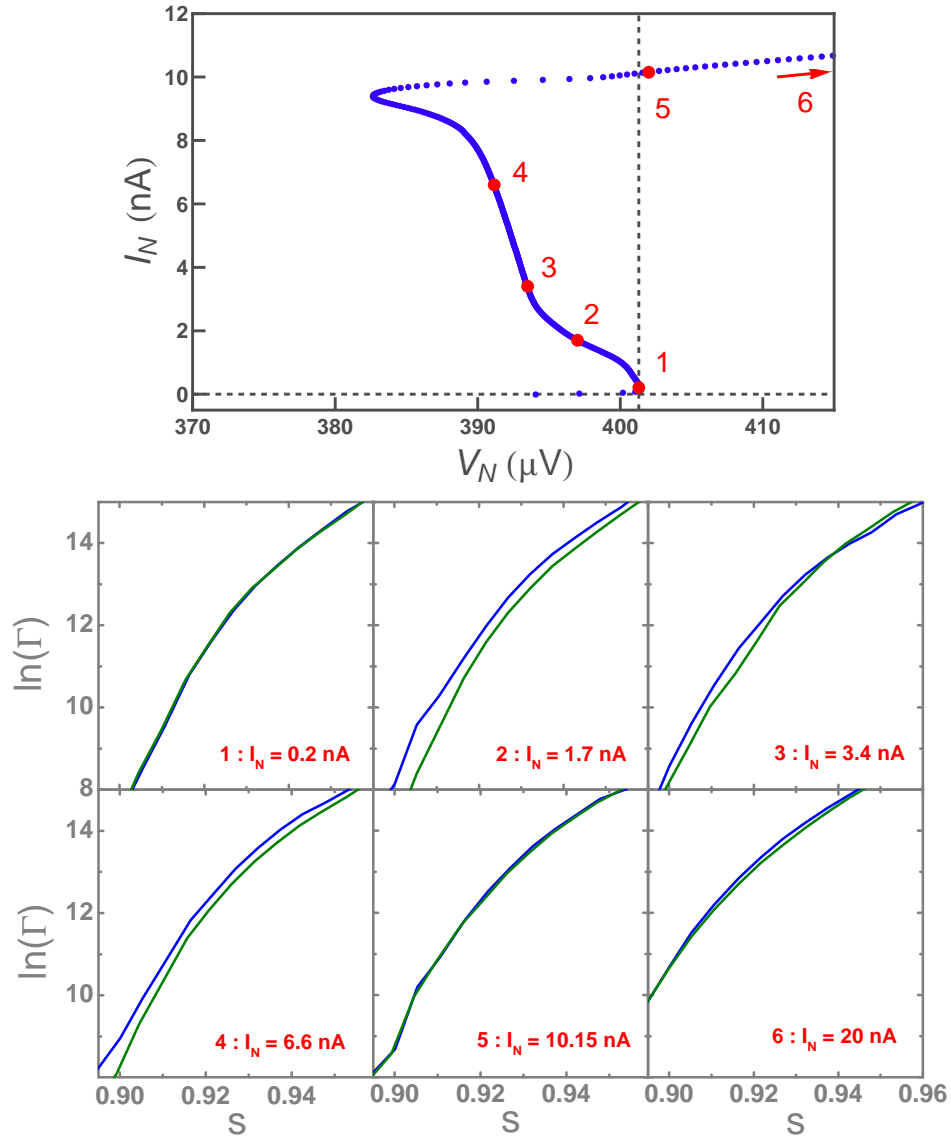 12
10
8
6
4
2
0
I_N (nA)
1
2
3
4
5
6
370
380
390
400
410
V_N (μV)
14
12
10
8
ln(Γ)
1 : I_N = 0.2 nA
2 : I_N = 1.7 nA
3 : I_N = 3.4 nA
14
12
10
ln(Γ)
4 : I_N = 6.6 nA
5 : I_N = 10.15 nA
6 : I_N = 20 nA
0.90 0.92 0.94 0.90 0.92 0.94 0.90 0.92 0.94 0.96
S S S